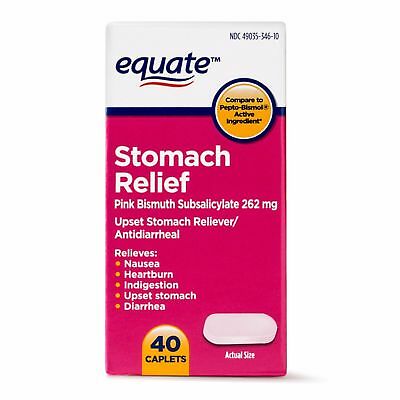 NDC 49035-346-10
equate™
Compare to
Pepto-Bismol®
Active
Ingredient*
Stomach
Relief
Pink Bismuth Subsalicylate 262 mg
Upset Stomach Reliever/
Antidiarrheal
Relieves:
• Nausea
• Heartburn
• Indigestion
• Upset stomach
• Diarrhea
40
CAPLETS
Actual Size